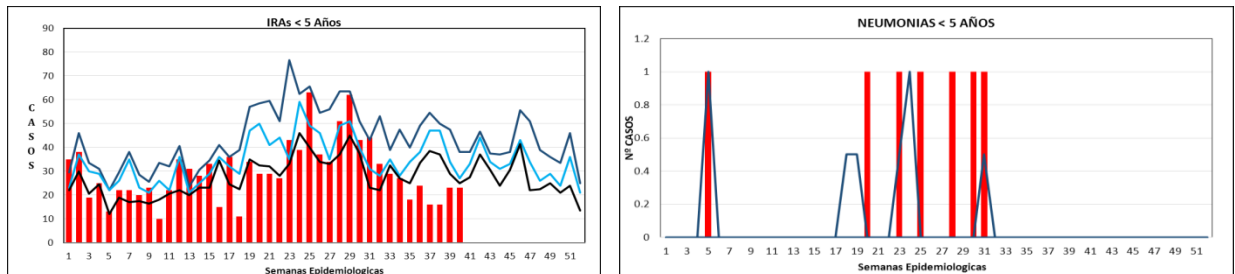 IRAs < 5 Años
90
80
70
60
50
40
30
20
10
0
CASOS
1 3 5 7 9 11 13 15 17 19 21 23 25 27 29 31 33 35 37 39 41 43 45 47 49 51
Semanas Epidemiologicas
NEUMONIAS < 5 AÑOS
1.2
1
0.8
0.6
0.4
0.2
0
Nº CASOS
1 3 5 7 9 11 13 15 17 19 21 23 25 27 29 31 33 35 37 39 41 43 45 47 49 51
Semanas Epidemiologicas